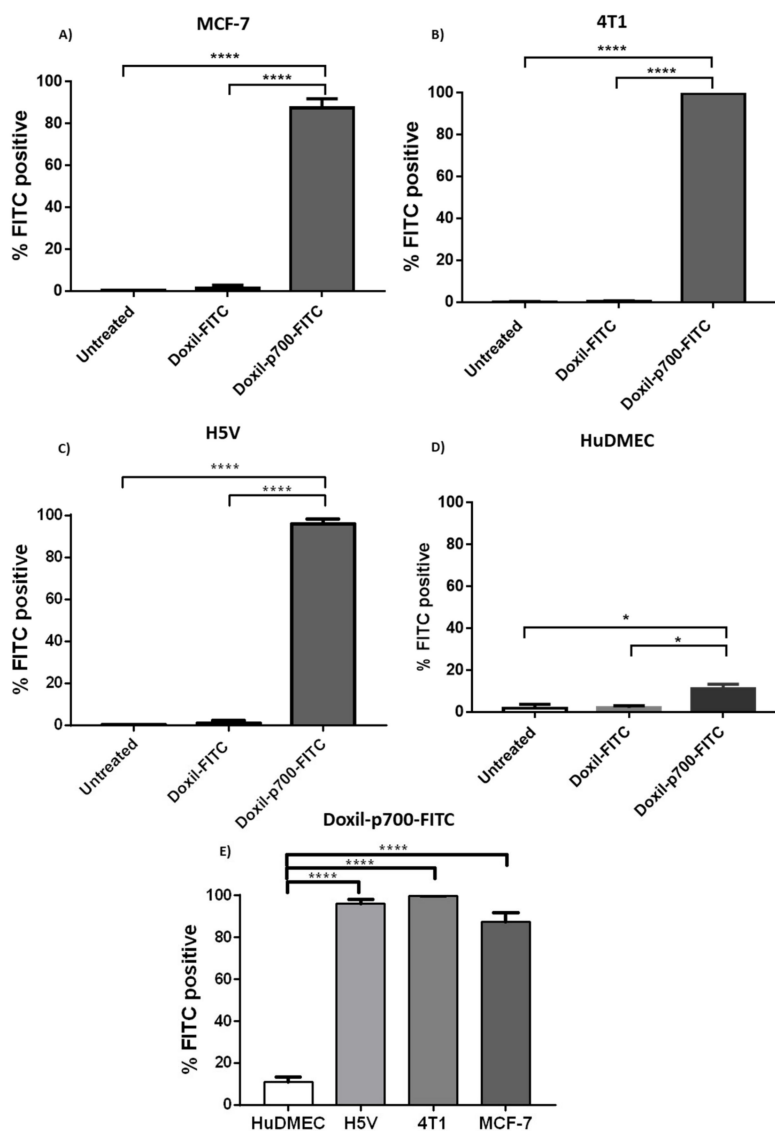 MCF-7
A)
****
****
100
80
60
40
20
0
% FITC positive
Untreated
Doxil-FITC
Doxil-p700-FITC
4T1
B)
****
****
100
80
60
40
20
0
% FITC positive
Untreated
Doxil-FITC
Doxil-p700-FITC
H5V
C)
****
****
100
80
60
40
20
0
% FITC positive
Untreated
Doxil-FITC
Doxil-p700-FITC
HuDMEC
D)
*
*
100
80
60
40
20
0
% FITC positive
Untreated
Doxil-FITC
Doxil-p700-FITC
Doxil-p700-FITC
E)
****
****
****
100
80
60
40
20
0
% FITC positive
HuDMEC H5V 4T1 MCF-7